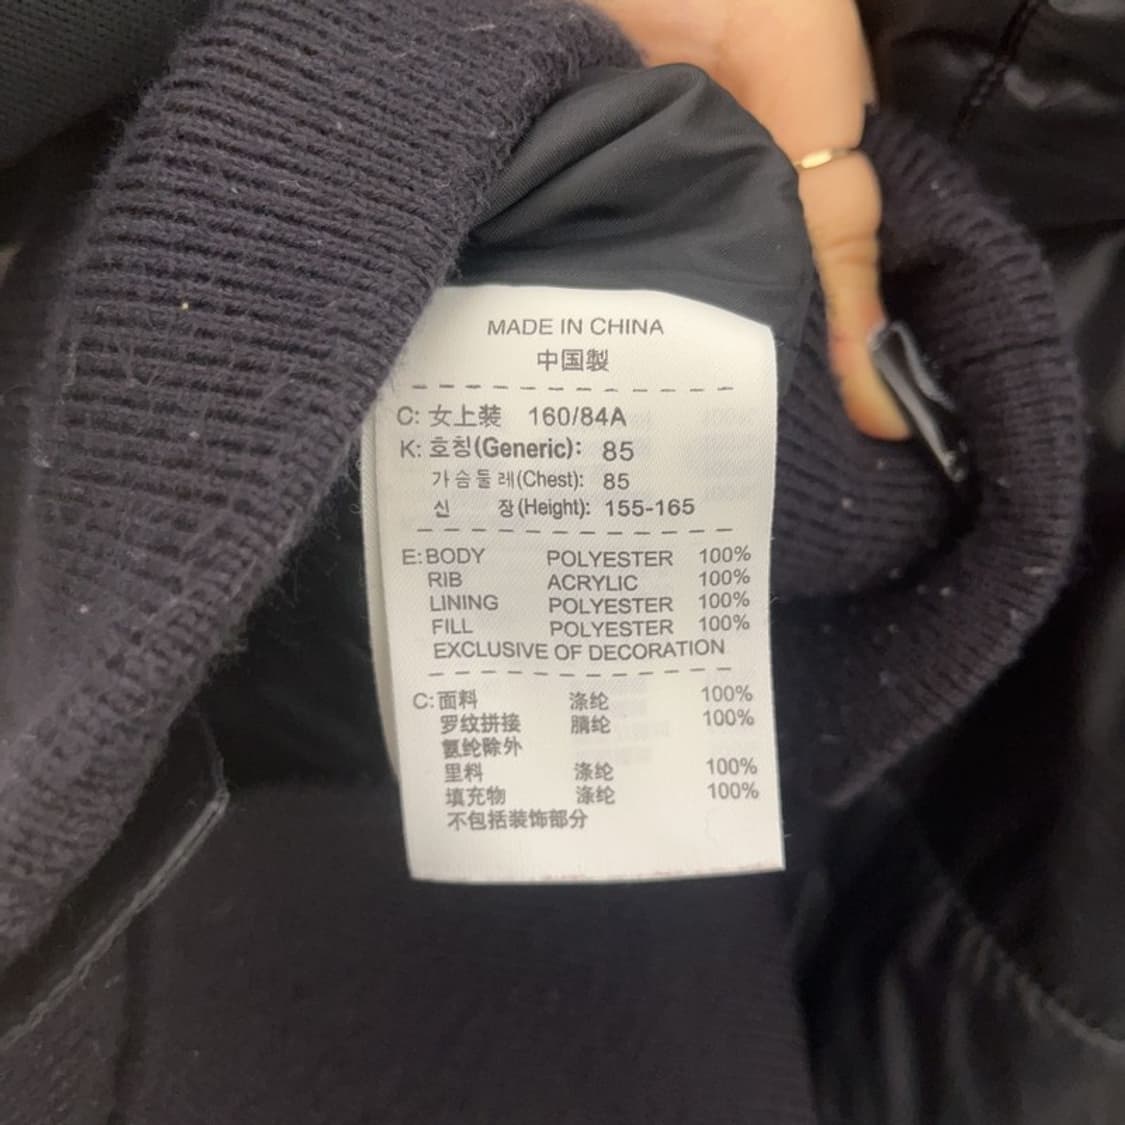 MADE IN CHINA
中国製
C: 女上装 160/84A
K: 호칭(Generic): 85
가슴둘레(Chest): 85
신 장(Height): 155-165
E: BODY POLYESTER 100%
RIB ACRYLIC 100%
LINING POLYESTER 100%
FILL POLYESTER 100%
EXCLUSIVE OF DECORATION
C: 面料 涤纶 100%
罗纹拼接 腈纶 100%
氨纶除外
里料 涤纶 100%
填充物 涤纶 100%
不包括装饰部分